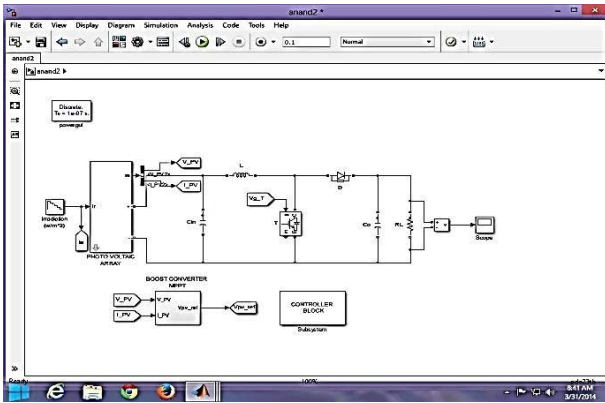 anand2 *
File Edit View Display Diagram Simulation Analysis Code Tools Help
0.1
Normal
anand2
anand2
Discrete,
Ts = 1e-07 s.
powergui
V_PV
I_PV
L
D
Vg_T
T
Cin
Co
RL
Scope
Ir
Irradiation
(w/m^2)
PHOTO VOLTAIC
ARRAY
BOOST CONVERTER
MPPT
V_PV
V_PV
I_PV
I_PV
Vpv_ref
Vpv_ref
CONTROLLER
BLOCK
Subsystem
Ready
100%
8:41 AM
3/31/2014